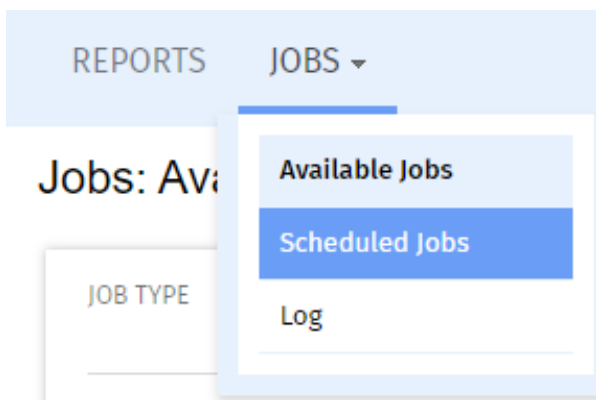 REPORTS JOBS
Jobs: Ava
Available Jobs
Scheduled Jobs
JOB TYPE
Log